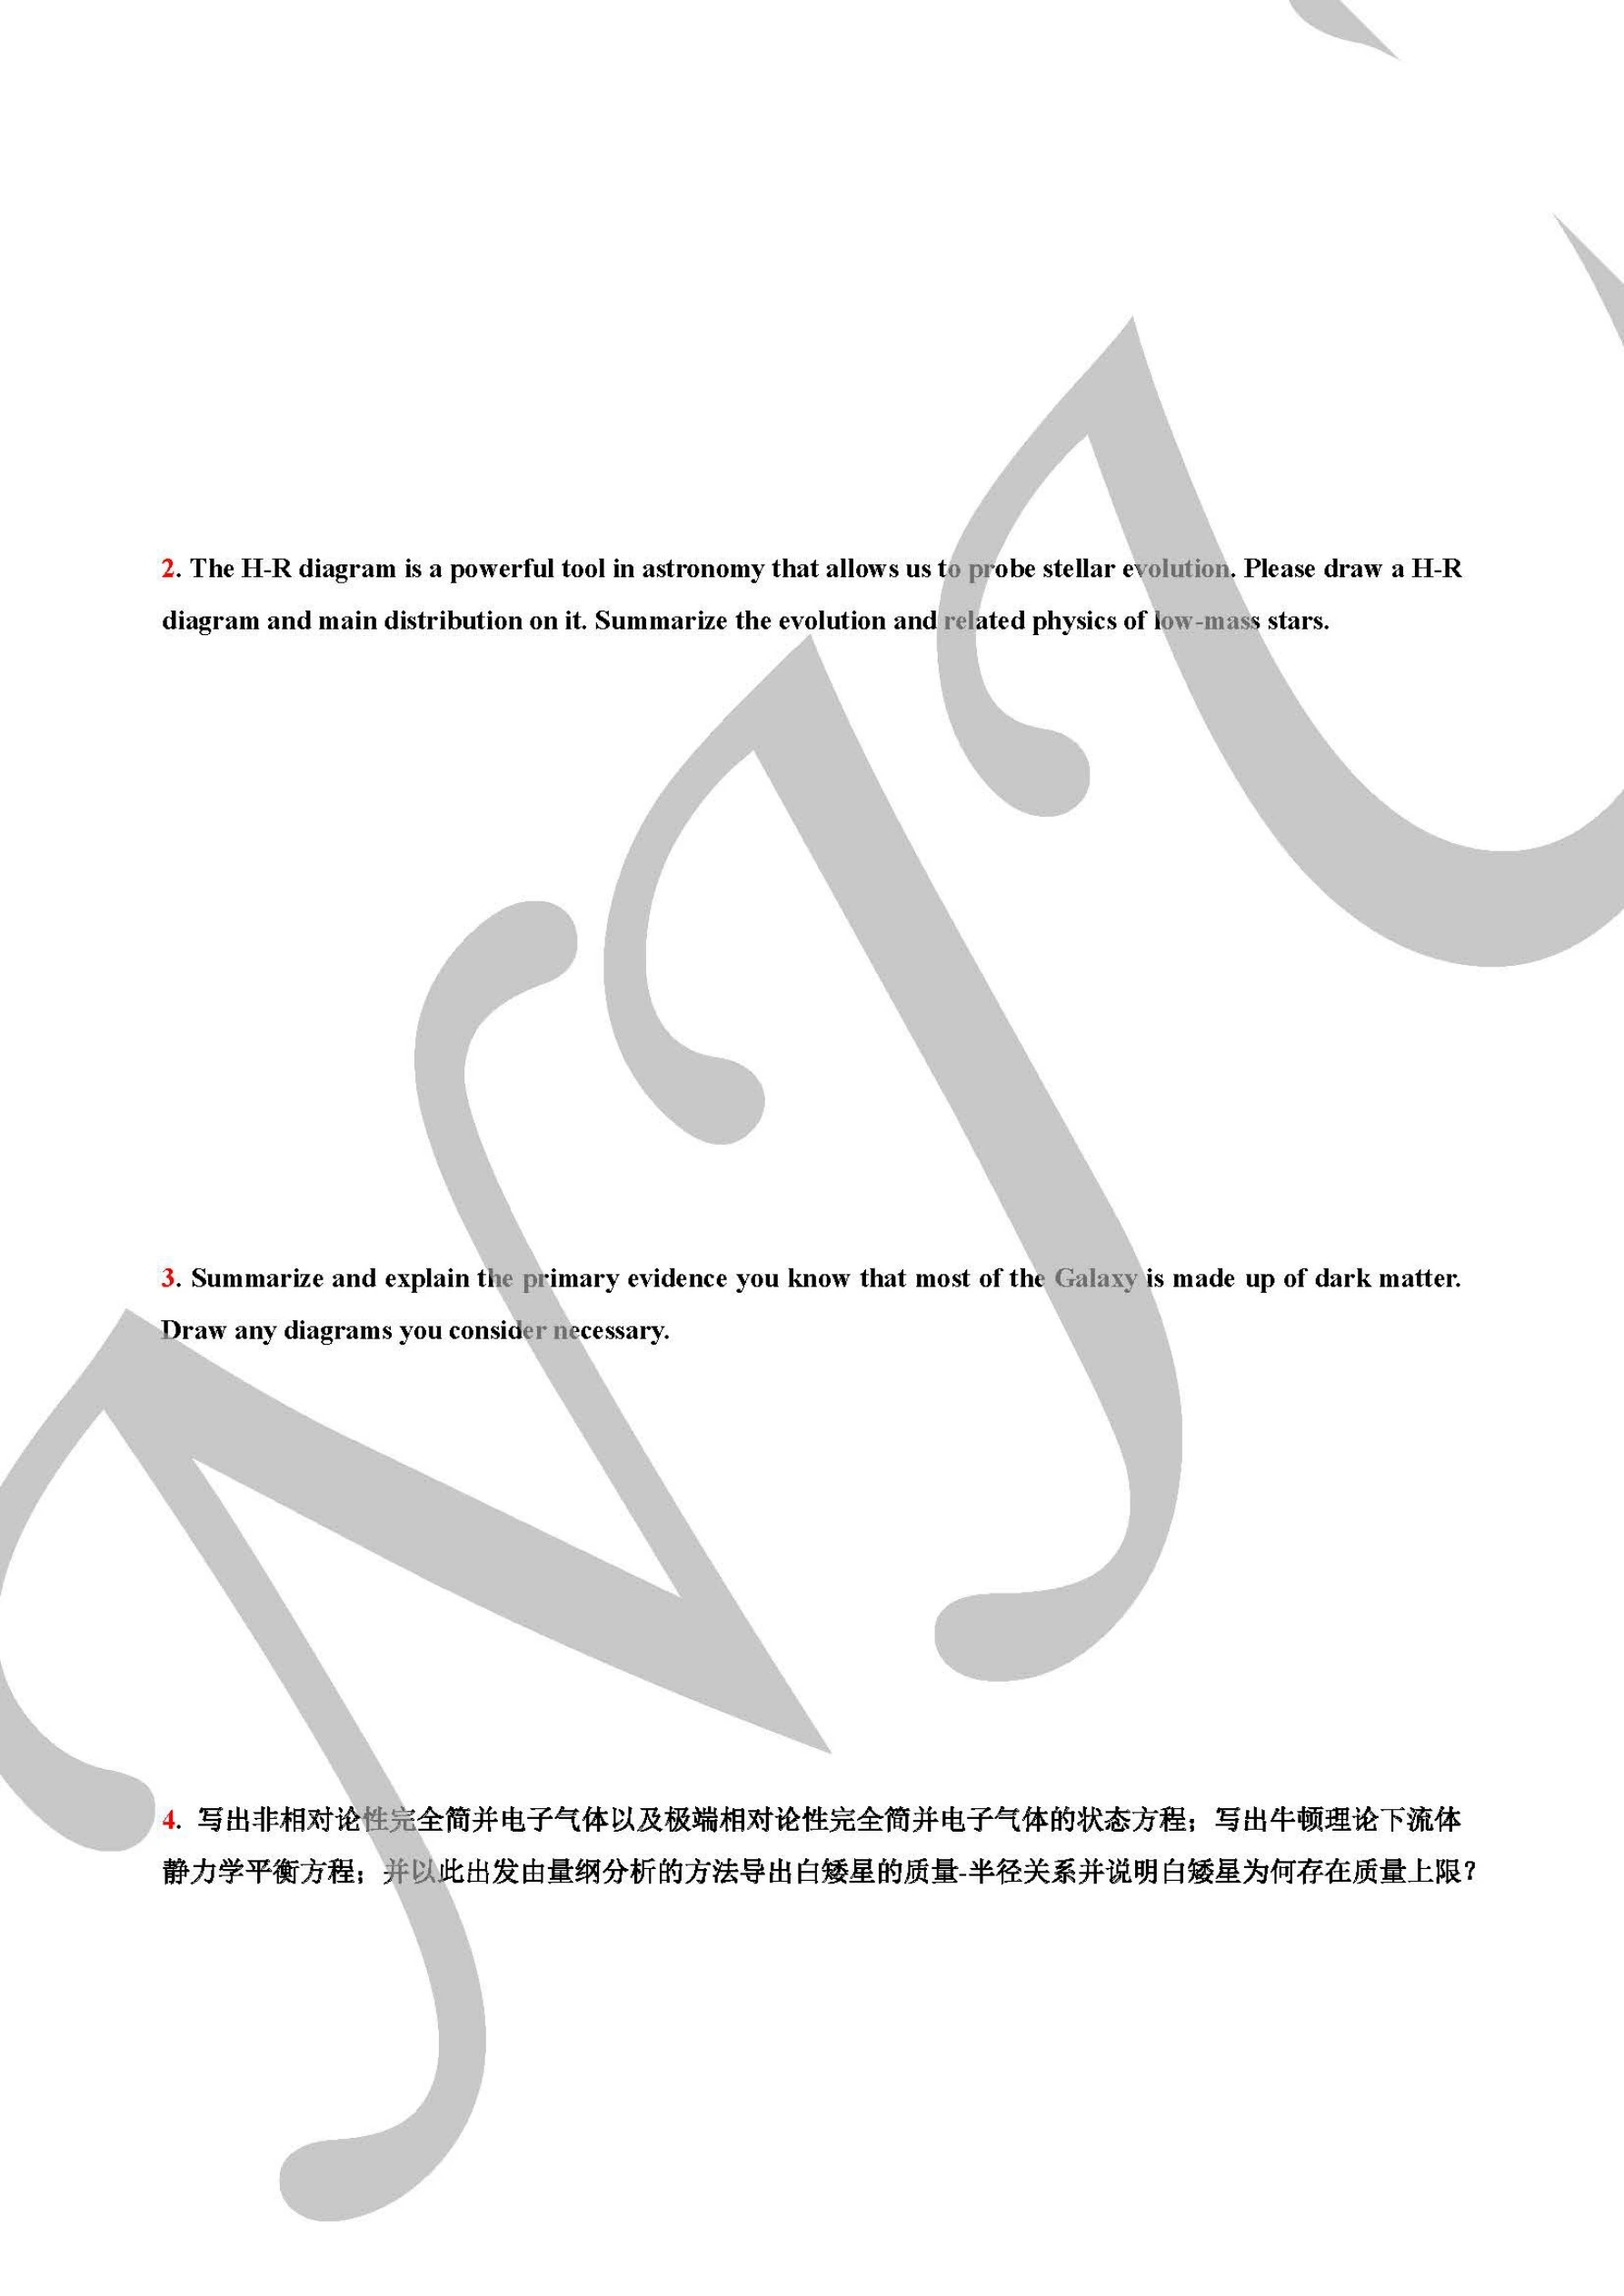 2. The H-R diagram is a powerful tool in astronomy that allows us to probe stellar evolution. Please draw a H-R
diagram and main distribution on it. Summarize the evolution and related physics of low-mass stars.
3. Summarize and explain the primary evidence you know that most of the Galaxy is made up of dark matter.
Draw any diagrams you consider necessary.
4. 写出非相对论性完全简并电子气体以及极端相对论性完全简并电子气体的状态方程；写出牛顿理论下流体
静力学平衡方程；并以此出发由量纲分析的方法导出白矮星的质量-半径关系并说明白矮星为何存在质量上限？